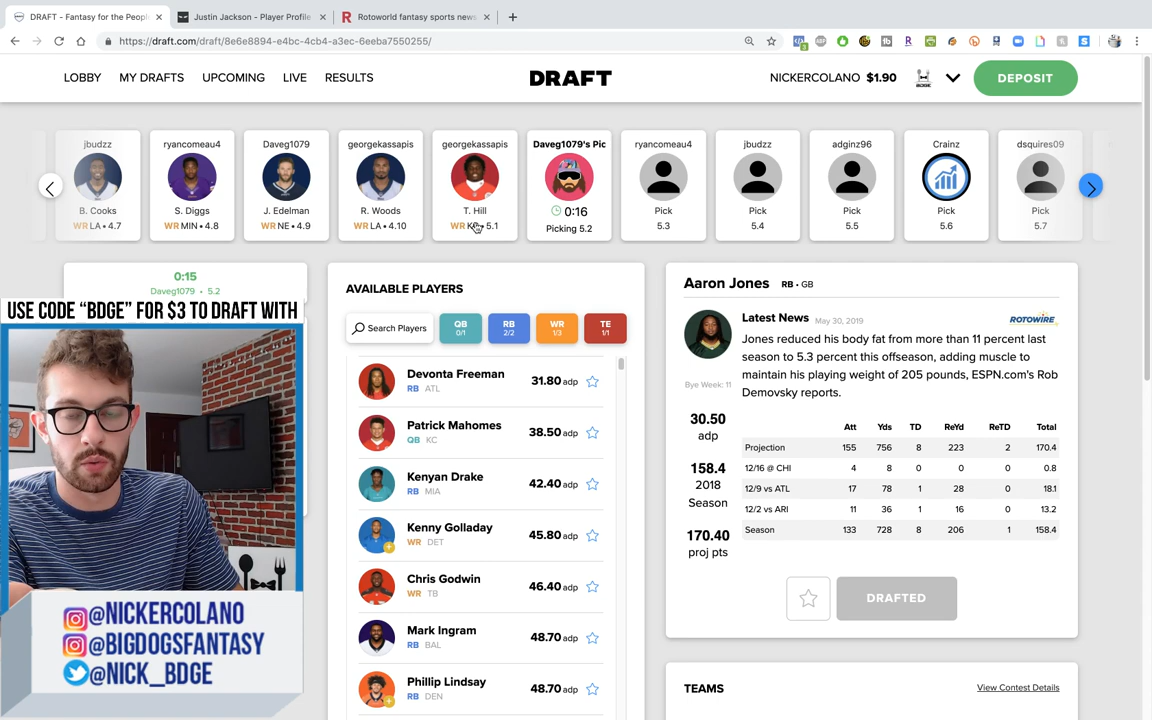 DRAFT - Fantasy for the People
Justin Jackson - Player Profile
Rotoworld fantasy sports news
https://draft.com/draft/8e6e8894-e4bc-4cb4-a3ec-6eeba7550255/
LOBBY MY DRAFTS UPCOMING LIVE RESULTS
DRAFT
NICKERCOLANO $1.90
BDGE
DEPOSIT
jbudzz
B. Cooks
WR LA • 4.7
ryancomeau4
S. Diggs
WR MIN • 4.8
Daveg1079
J. Edelman
WR NE • 4.9
georgekassapis
R. Woods
WR LA • 4.10
georgekassapis
T. Hill
WR • 5.1
Daveg1079's Pic
0:16
Picking 5.2
ryancomeau4
Pick
5.3
jbudzz
Pick
5.4
adginz96
Pick
5.5
Crainz
Pick
5.6
dsquires09
Pick
5.7
0:15
Daveg1079 • 5.2
USE CODE “BDGE” FOR $3 TO DRAFT WITH
@NICKERCOLANO
@BIGDOGSFANTASY
@NICK_BDGE
AVAILABLE PLAYERS
Search Players
QB
0/1
RB
2/2
WR
1/3
TE
1/1
Devonta Freeman
RB ATL
31.80 adp
Patrick Mahomes
QB KC
38.50 adp
Kenyan Drake
RB MIA
42.40 adp
Kenny Golladay
WR DET
45.80 adp
Chris Godwin
WR TB
46.40 adp
Mark Ingram
RB BAL
48.70 adp
Phillip Lindsay
RB DEN
48.70 adp
Aaron Jones RB • GB
Latest News May 30, 2019
ROTOWIRE
Jones reduced his body fat from more than 11 percent last
season to 5.3 percent this offseason, adding muscle to
maintain his playing weight of 205 pounds, ESPN.com's Rob
Demovsky reports.
Bye Week: 11
30.50
adp
158.4
2018
Season
170.40
proj pts
Att Yds TD ReYd ReTD Total
Projection 155 756 8 223 2 170.4
12/16 @ CHI 4 8 0 0 0 0.8
12/9 vs ATL 17 78 1 28 0 18.1
12/2 vs ARI 11 36 1 16 0 13.2
Season 133 728 8 206 1 158.4
DRAFTED
TEAMS
View Contest Details